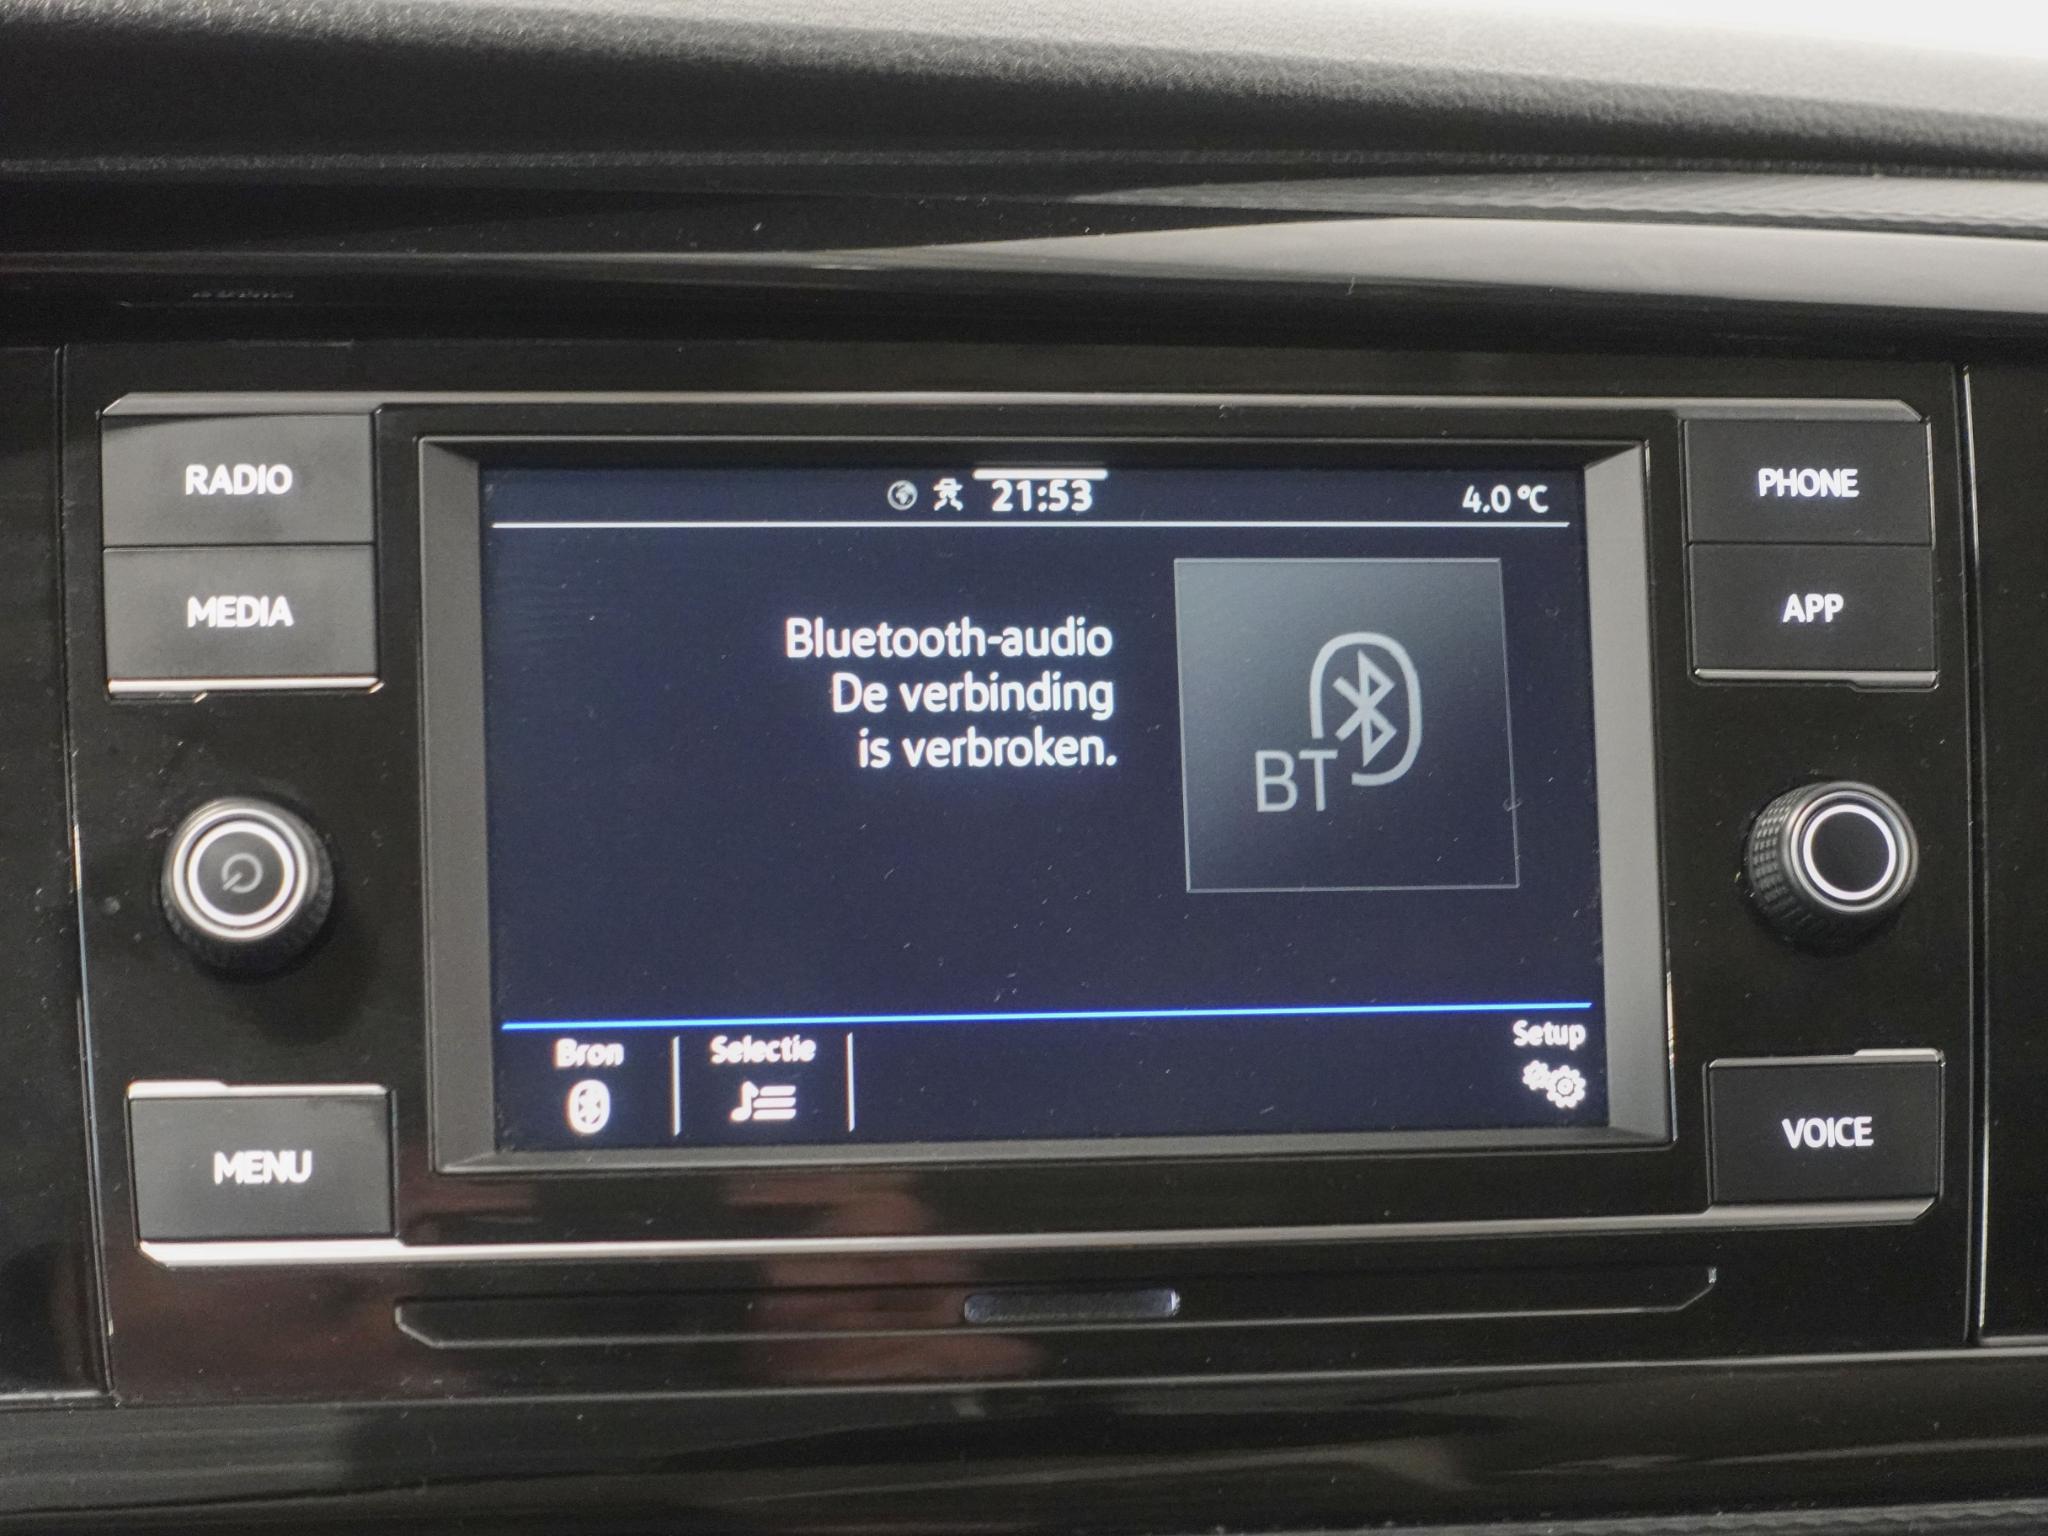 RADIO
MEDIA
MENU
21:53
4.0 °C
Bluetooth-audio
De verbinding
is verbroken.
BT
Bron
Selectie
Setup
PHONE
APP
VOICE